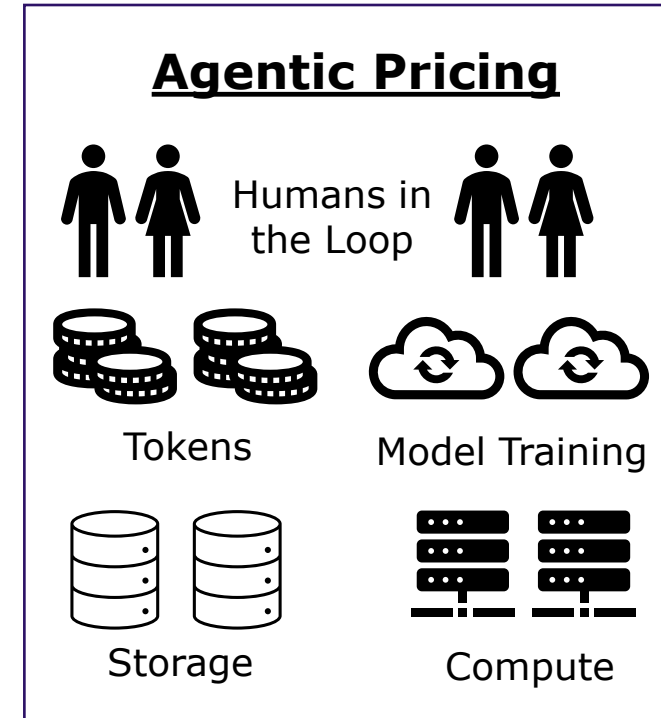 Agentic Pricing
Humans in
the Loop
Tokens
Model Training
Storage
Compute